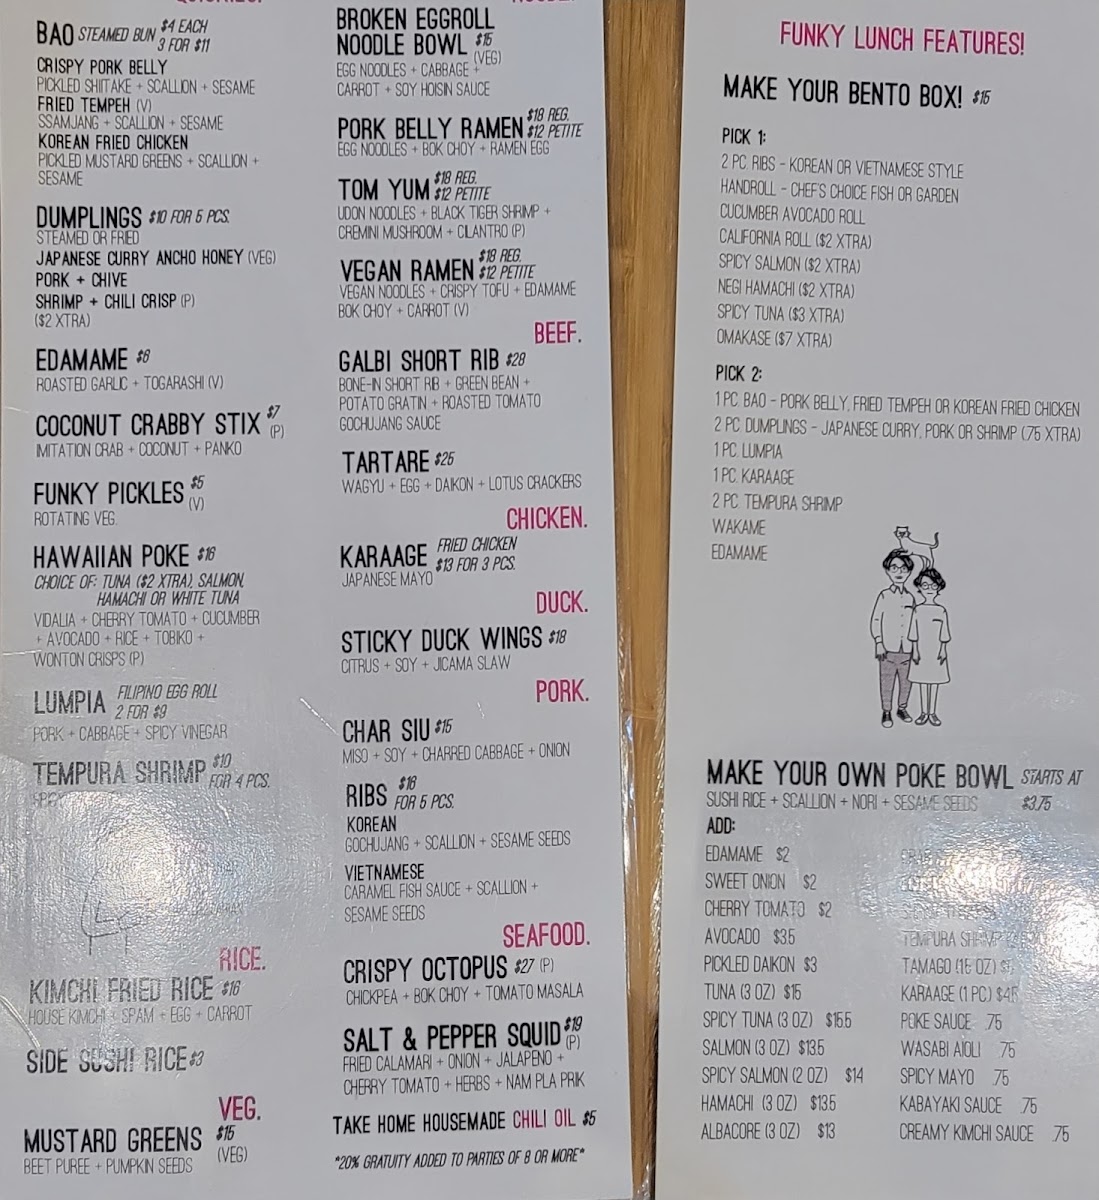 BAO STEAMED BUN $4 EACH
3 FOR $11
CRISPY PORK BELLY
PICKLED SHIITAKE + SCALLION + SESAME
FRIED TEMPEH (V)
SSAMJANG + SCALLION + SESAME
KOREAN FRIED CHICKEN
PICKLED MUSTARD GREENS + SCALLION +
SESAME
DUMPLINGS $10 FOR 5 PCS.
STEAMED OR FRIED
JAPANESE CURRY ANCHO HONEY (VEG)
PORK + CHIVE
SHRIMP + CHILI CRISP (P)
($2 XTRA)
EDAMAME $6
ROASTED GARLIC + TOGARASHI (V)
COCONUT CRABBY STIX $7
(P)
IMITATION CRAB + COCONUT + PANKO
FUNKY PICKLES $5
(V)
ROTATING VEG.
HAWAIIAN POKE $16
CHOICE OF: TUNA ($2 XTRA), SALMON,
HAMACHI OR WHITE TUNA
VIDALIA + CHERRY TOMATO + CUCUMBER
+ AVOCADO + RICE + TOBIKO +
WONTON CRISPS (P)
LUMPIA FILIPINO EGG ROLL
2 FOR $9
PORK + CABBAGE + SPICY VINEGAR
TEMPURA SHRIMP $10
FOR 4 PCS.
RICE.
KIMCHI FRIED RICE $16
HOUSE KIMCHI + SPAM + EGG + CARROT
SIDE SUSHI RICE $3
VEG.
MUSTARD GREENS $15
(VEG)
BEET PUREE + PUMPKIN SEEDS
BROKEN EGGROLL
NOODLE BOWL $15
(VEG)
EGG NOODLES + CABBAGE +
CARROT + SOY HOISIN SAUCE
PORK BELLY RAMEN $18 REG.
$12 PETITE
EGG NOODLES + BOK CHOY + RAMEN EGG
TOM YUM $18 REG.
$12 PETITE
UDON NOODLES + BLACK TIGER SHRIMP +
CREMINI MUSHROOM + CILANTRO (P)
VEGAN RAMEN $18 REG.
$12 PETITE
VEGAN NOODLES + CRISPY TOFU + EDAMAME
BOK CHOY + CARROT (V)
BEEF.
GALBI SHORT RIB $28
BONE-IN SHORT RIB + GREEN BEAN +
POTATO GRATIN + ROASTED TOMATO
GOCHUJANG SAUCE
TARTARE $25
WAGYU + EGG + DAIKON + LOTUS CRACKERS
CHICKEN.
KARAAGE FRIED CHICKEN
$13 FOR 3 PCS.
JAPANESE MAYO
DUCK.
STICKY DUCK WINGS $18
CITRUS + SOY + JICAMA SLAW
PORK.
CHAR SIU $15
MISO + SOY + CHARRED CABBAGE + ONION
RIBS $16
FOR 5 PCS.
KOREAN
GOCHUJANG + SCALLION + SESAME SEEDS
VIETNAMESE
CARAMEL FISH SAUCE + SCALLION +
SESAME SEEDS
SEAFOOD.
CRISPY OCTOPUS $27 (P)
CHICKPEA + BOK CHOY + TOMATO MASALA
SALT & PEPPER SQUID $19
(P)
FRIED CALAMARI + ONION + JALAPENO +
CHERRY TOMATO + HERBS + NAM PLA PRIK
TAKE HOME HOUSEMADE CHILI OIL $5
*20% GRATUITY ADDED TO PARTIES OF 8 OR MORE*
FUNKY LUNCH FEATURES!
MAKE YOUR BENTO BOX! $15
PICK 1:
2 PC. RIBS - KOREAN OR VIETNAMESE STYLE
HANDROLL - CHEF'S CHOICE FISH OR GARDEN
CUCUMBER AVOCADO ROLL
CALIFORNIA ROLL ($2 XTRA)
SPICY SALMON ($2 XTRA)
NEGI HAMACHI ($2 XTRA)
SPICY TUNA ($3 XTRA)
OMAKASE ($7 XTRA)
PICK 2:
1 PC. BAO - PORK BELLY, FRIED TEMPEH OR KOREAN FRIED CHICKEN
2 PC. DUMPLINGS - JAPANESE CURRY, PORK OR SHRIMP (.75 XTRA)
1 PC. LUMPIA
1 PC. KARAAGE
2 PC. TEMPURA SHRIMP
WAKAME
EDAMAME
MAKE YOUR OWN POKE BOWL STARTS AT
$3.75
SUSHI RICE + SCALLION + NORI + SESAME SEEDS
ADD:
EDAMAME $2
SWEET ONION $2
CHERRY TOMATO $2
AVOCADO $3.5
PICKLED DAIKON $3
TUNA (3 OZ) $15
SPICY TUNA (3 OZ) $15.5
SALMON (3 OZ) $13.5
SPICY SALMON (2 OZ) $14
HAMACHI (3 OZ) $13.5
ALBACORE (3 OZ) $13
TEMPURA SHRIMP
TAMAGO (1.5 OZ)
KARAAGE (1 PC)
POKE SAUCE .75
WASABI AIOLI .75
SPICY MAYO .75
KABAYAKI SAUCE .75
CREAMY KIMCHI SAUCE .75